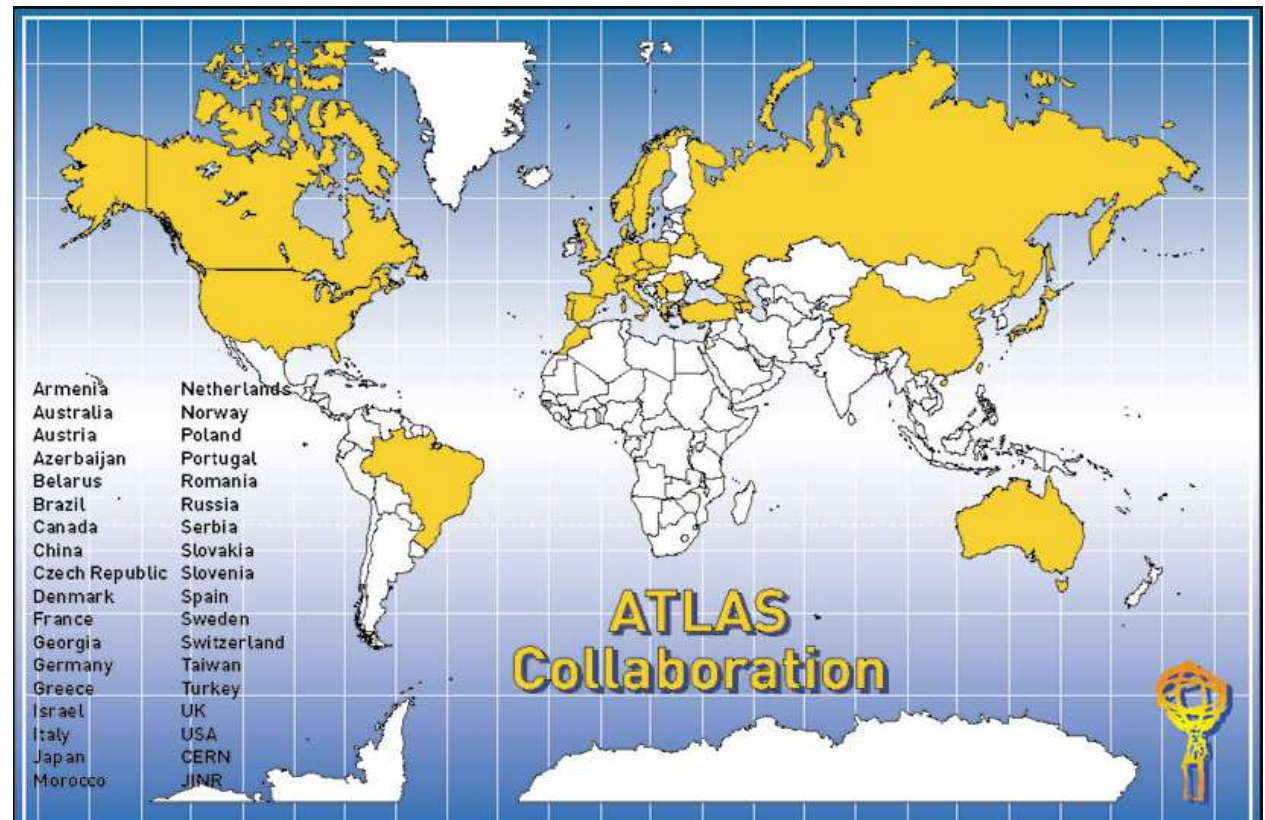 Armenia
Australia
Austria
Azerbaijan
Belarus
Brazil
Canada
China
Czech Republic
Denmark
France
Georgia
Germany
Greece
Israel
Italy
Japan
Morocco
Netherlands
Norway
Poland
Portugal
Romania
Russia
Serbia
Slovakia
Slovenia
Spain
Sweden
Switzerland
Taiwan
Turkey
UK
USA
CERN
JINR
ATLAS
Collaboration